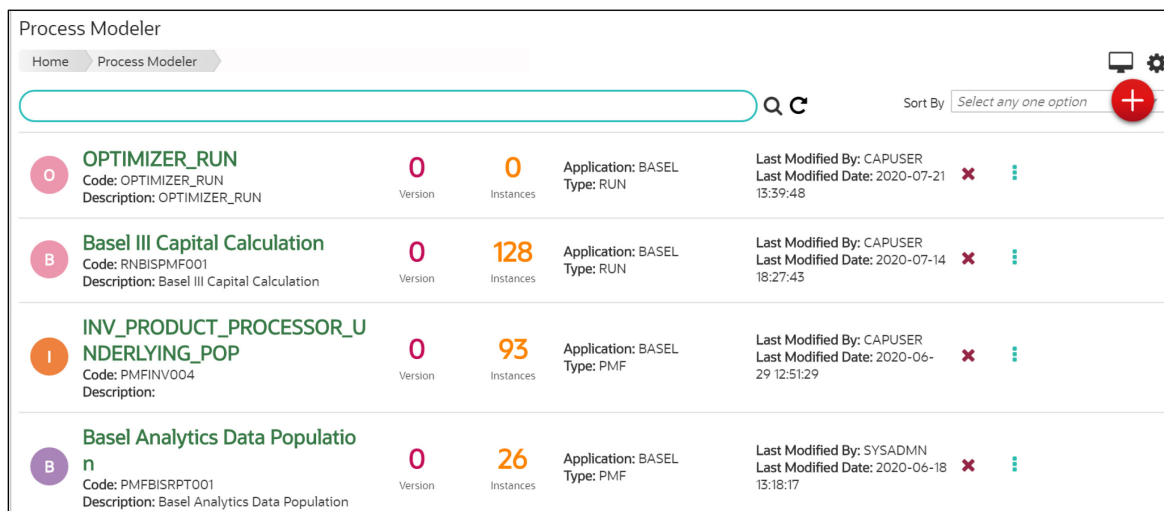 Process Modeler
Home Process Modeler
Sort By Select any one option
O
OPTIMIZER_RUN
Code: OPTIMIZER_RUN
Description: OPTIMIZER_RUN
0
Version
0
Instances
Application: BASEL
Type: RUN
Last Modified By: CAPUSER
Last Modified Date: 2020-07-21
13:39:48
B
Basel III Capital Calculation
Code: RNBISPMF001
Description: Basel III Capital Calculation
0
Version
128
Instances
Application: BASEL
Type: RUN
Last Modified By: CAPUSER
Last Modified Date: 2020-07-14
18:27:43
I
INV_PRODUCT_PROCESSOR_U
NDERLYING_POP
Code: PMFINV004
Description:
0
Version
93
Instances
Application: BASEL
Type: PMF
Last Modified By: CAPUSER
Last Modified Date: 2020-06-
29 12:51:29
B
Basel Analytics Data Populatio
n
Code: PMFBISRPT001
Description: Basel Analytics Data Population
0
Version
26
Instances
Application: BASEL
Type: PMF
Last Modified By: SYSADMN
Last Modified Date: 2020-06-18
13:18:17